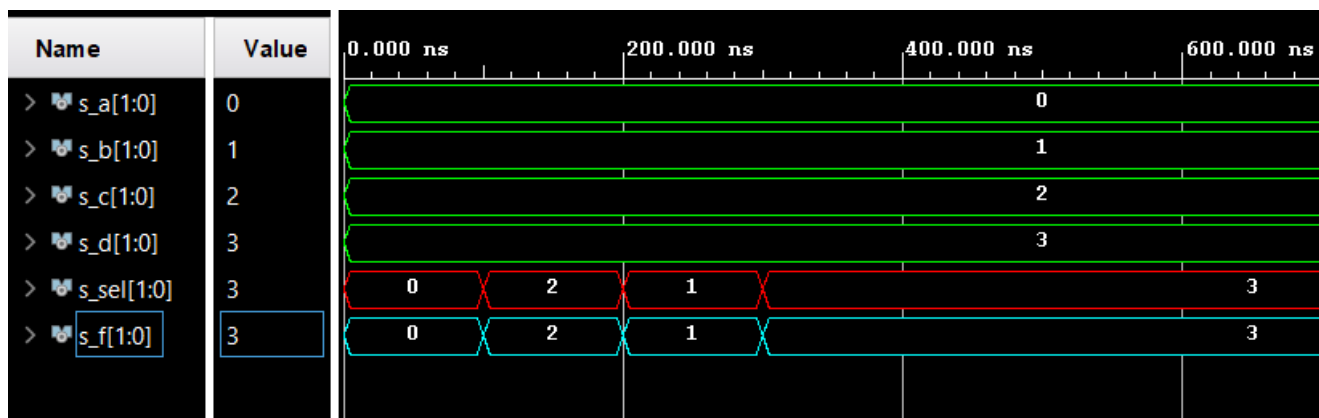 Name Value 0.000 ns 200.000 ns 400.000 ns 600.000 ns
s_a[1:0] 0 0
s_b[1:0] 1 1
s_c[1:0] 2 2
s_d[1:0] 3 3
s_sel[1:0] 3 0 2 1 3
s_f[1:0] 3 0 2 1 3